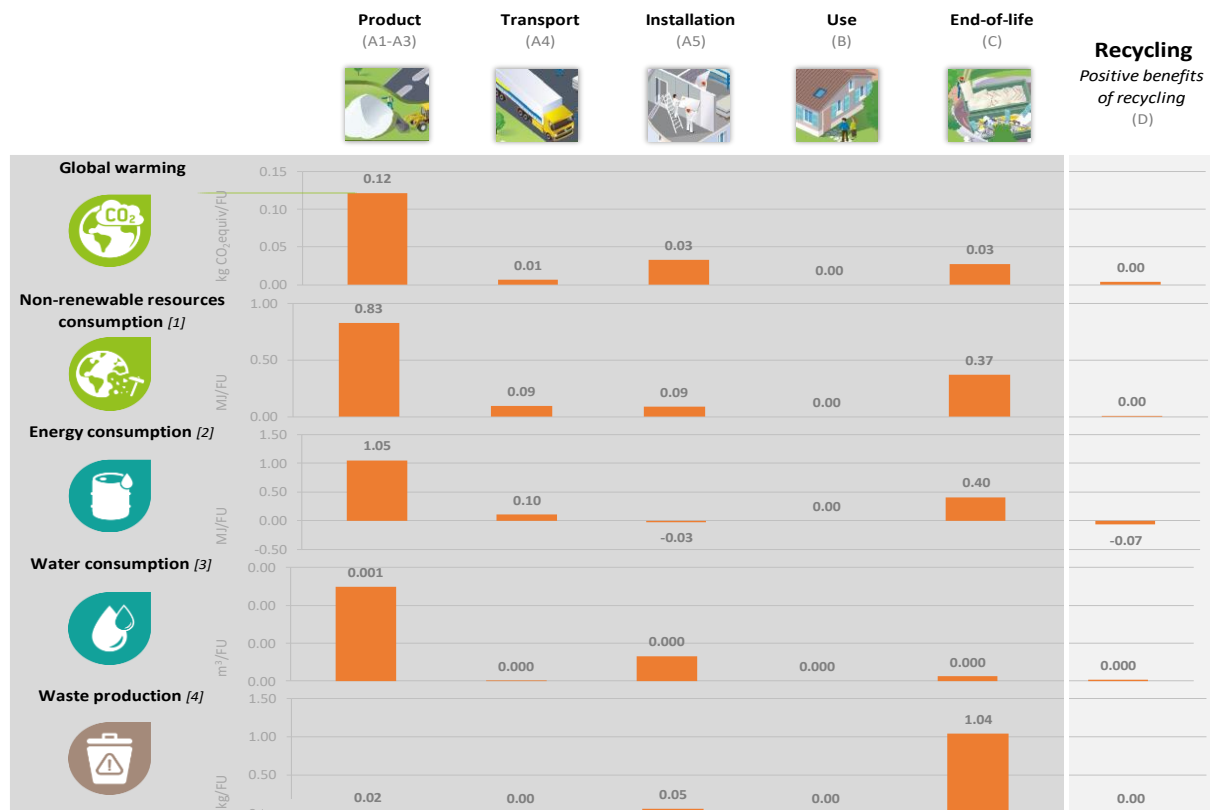 Product
(A1-A3)
Transport
(A4)
Installation
(A5)
Use
(B)
End-of-life
(C)
Recycling
Positive benefits
of recycling
(D)
Global warming
CO₂
kg CO₂equiv/FU
0.15
0.10
0.05
0.00
0.12
0.01
0.03
0.00
0.03
0.00
Non-renewable resources
consumption [1]
MJ/FU
1.00
0.50
0.00
0.83
0.09
0.09
0.00
0.37
0.00
Energy consumption [2]
MJ/FU
1.50
1.00
0.50
0.00
-0.50
1.05
0.10
-0.03
0.00
0.40
-0.07
Water consumption [3]
m³/FU
0.00
0.00
0.00
0.00
0.001
0.000
0.000
0.000
0.000
0.000
Waste production [4]
kg/FU
1.50
1.00
0.50
0.02
0.00
0.05
0.00
1.04
0.00